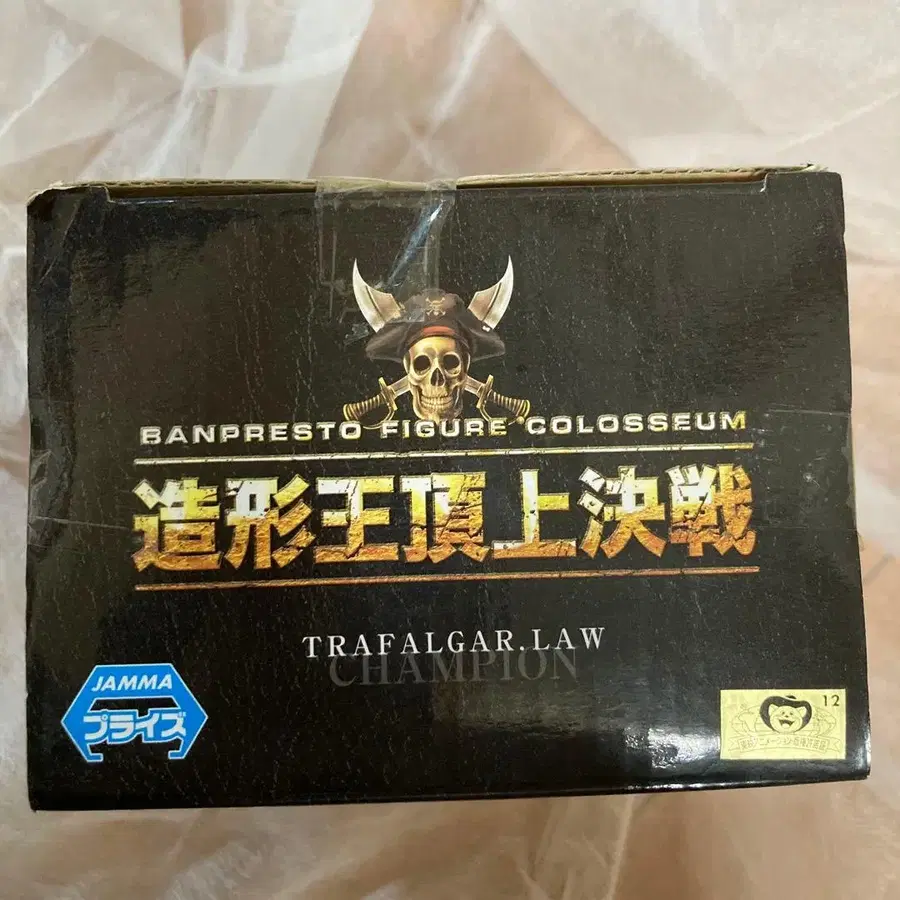 BANPRESTO FIGURE COLOSSEUM
造形王頂上決戦
TRAFALGAR.LAW
CHAMPION
JAMMA
プライズ
12